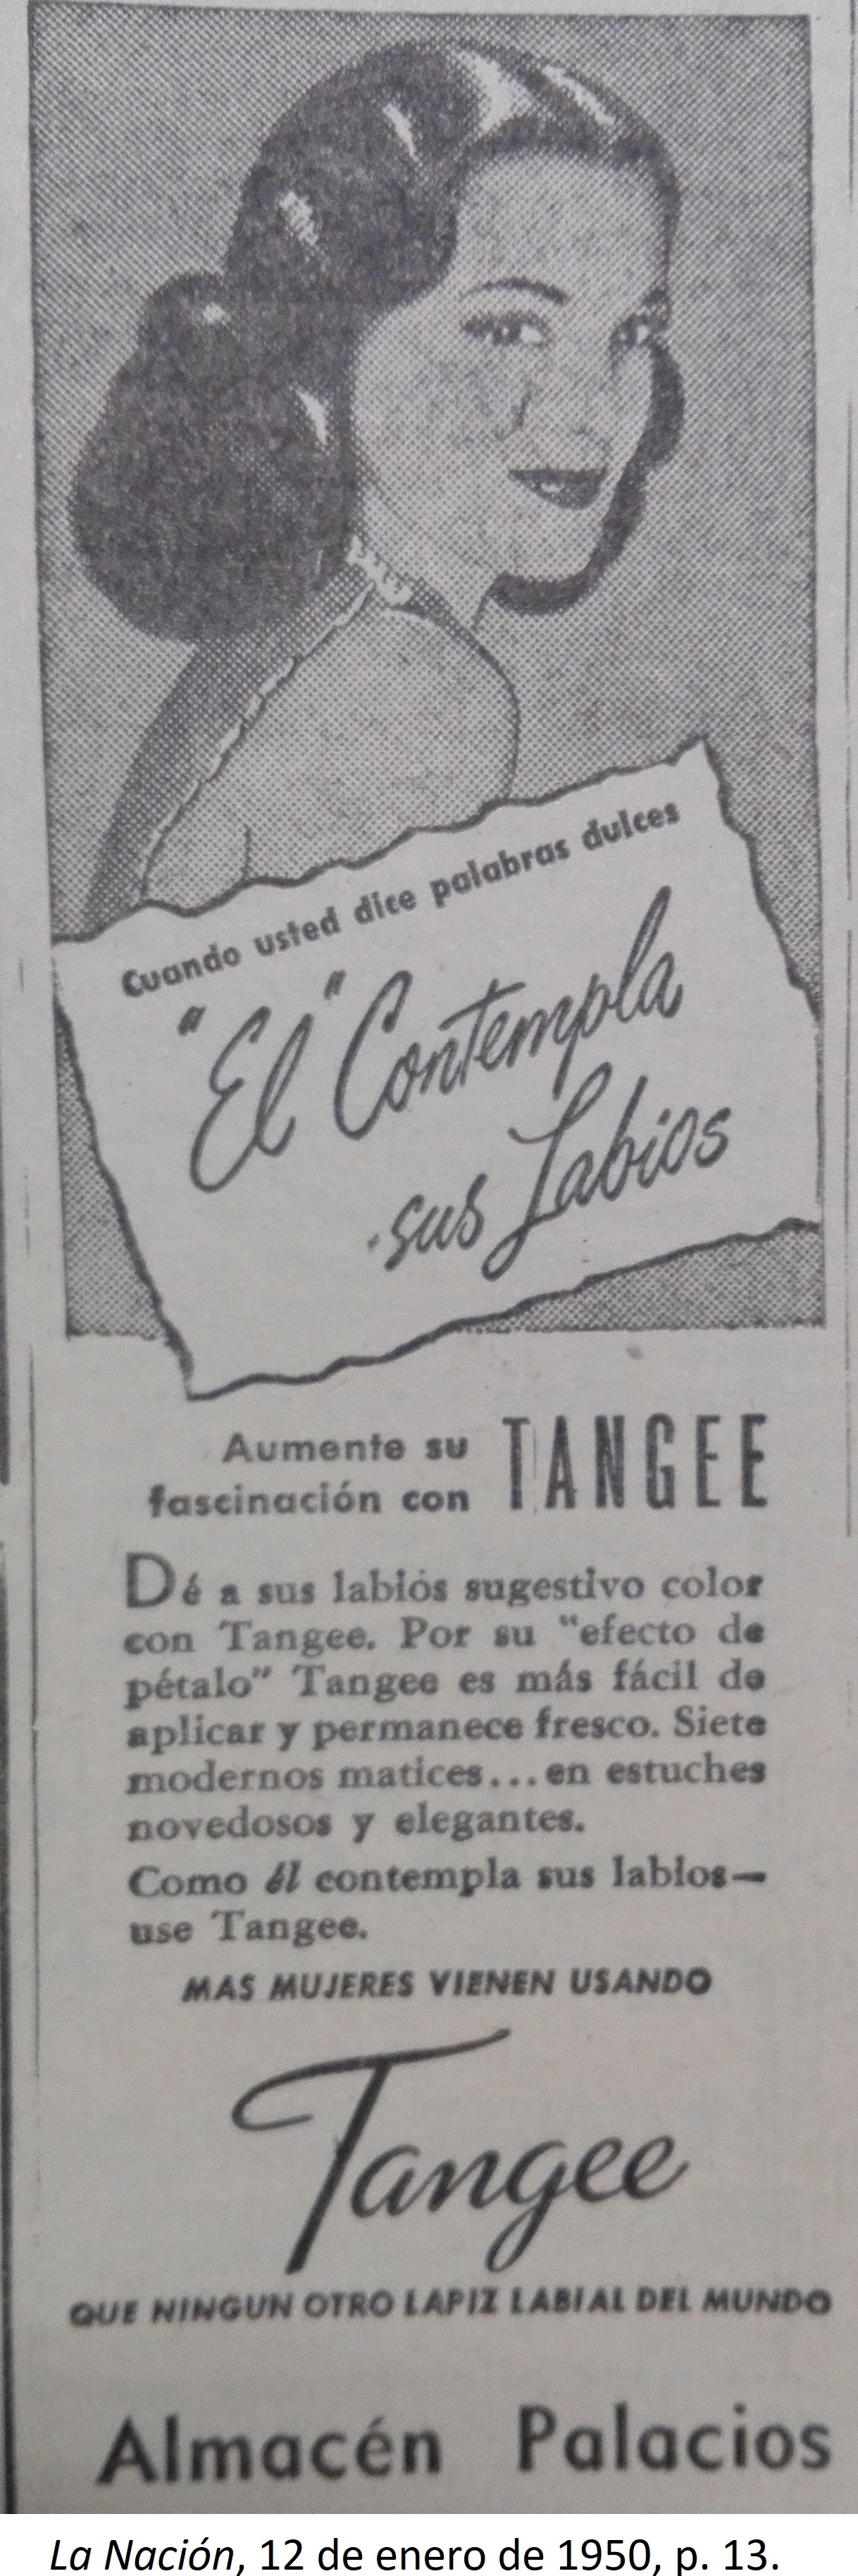 Cuando usted dice palabras dulces
"El" Contempla
sus Labios
Aumente su
fascinación con
TANGEE
Dé a sus labios sugestivo color
con Tangee. Por su "efecto de
pétalo" Tangee es más fácil de
aplicar y permanece fresco. Siete
modernos matices...en estuches
novedosos y elegantes.
Como él contempla sus labios—
use Tangee.
MAS MUJERES VIENEN USANDO
Tangee
QUE NINGUN OTRO LAPIZ LABIAL DEL MUNDO
Almacén Palacios
La Nación, 12 de enero de 1950, p. 13.